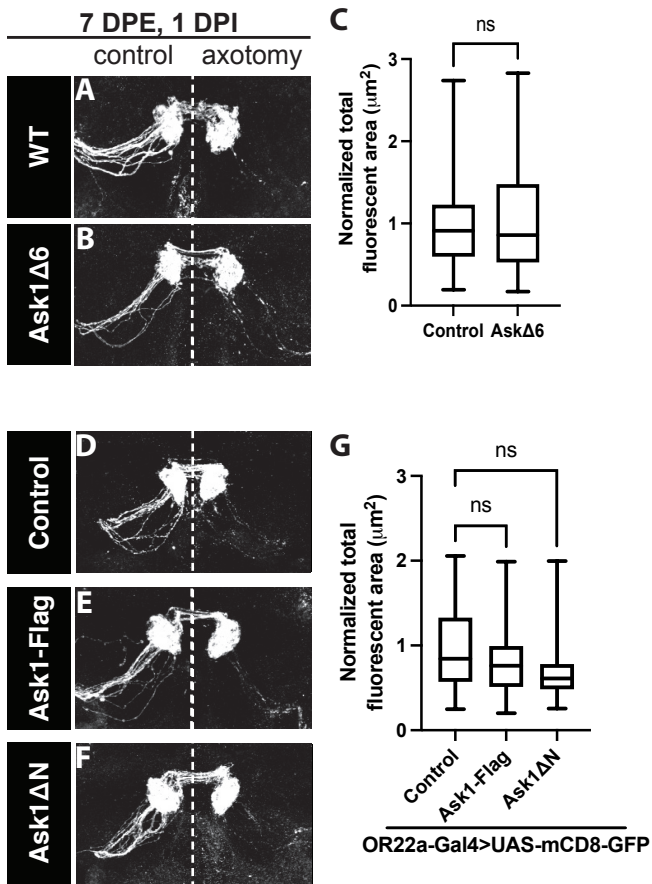 7 DPE, 1 DPI
control axotomy
WT
A
Ask1Δ6
B
C
Normalized total
fluorescent area (μm²)
3
2
1
0
ns
Control AskΔ6
Control
D
Ask1-Flag
E
Ask1ΔN
F
G
Normalized total
fluorescent area (μm²)
3
2
1
0
ns
ns
Control
Ask1-Flag
Ask1ΔN
OR22a-Gal4>UAS-mCD8-GFP